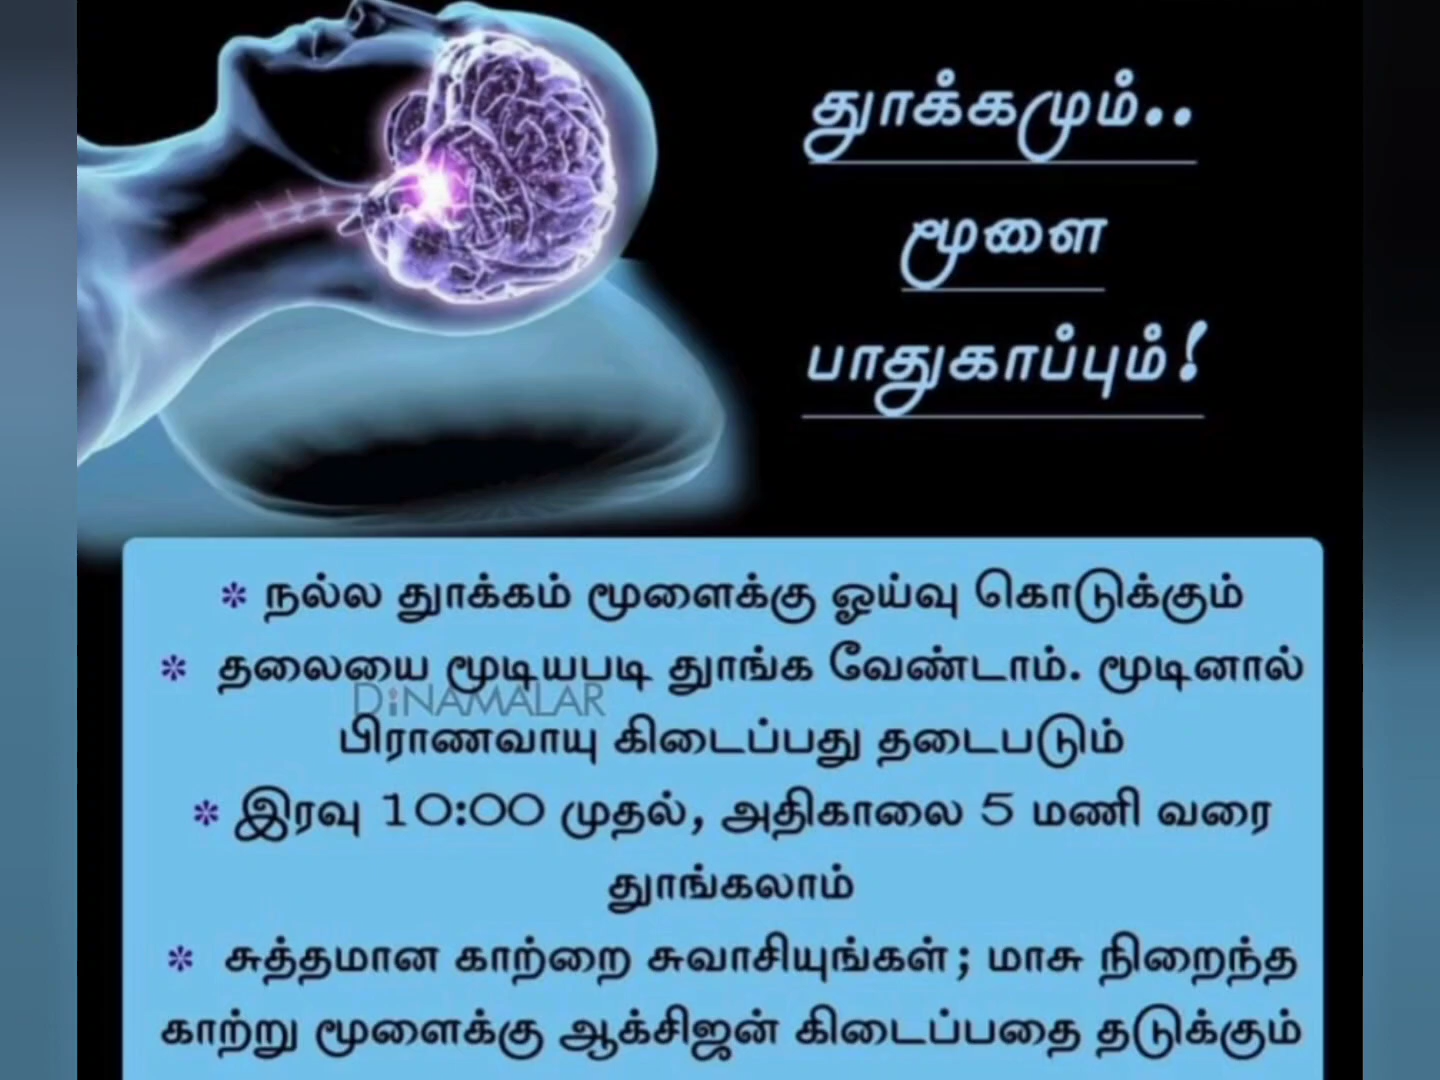 தூக்கமும்..
மூளை
பாதுகாப்பும்!
* நல்ல தூக்கம் மூளைக்கு ஓய்வு கொடுக்கும்
* தலையை மூடியபடி தூங்க வேண்டாம். மூடினால்
DiNAMALAR
பிராணவாயு கிடைப்பது தடைபடும்
* இரவு 10:00 முதல், அதிகாலை 5 மணி வரை
தூங்கலாம்
* சுத்தமான காற்றை சுவாசியுங்கள்; மாசு நிறைந்த
காற்று மூளைக்கு ஆக்சிஜன் கிடைப்பதை தடுக்கும்